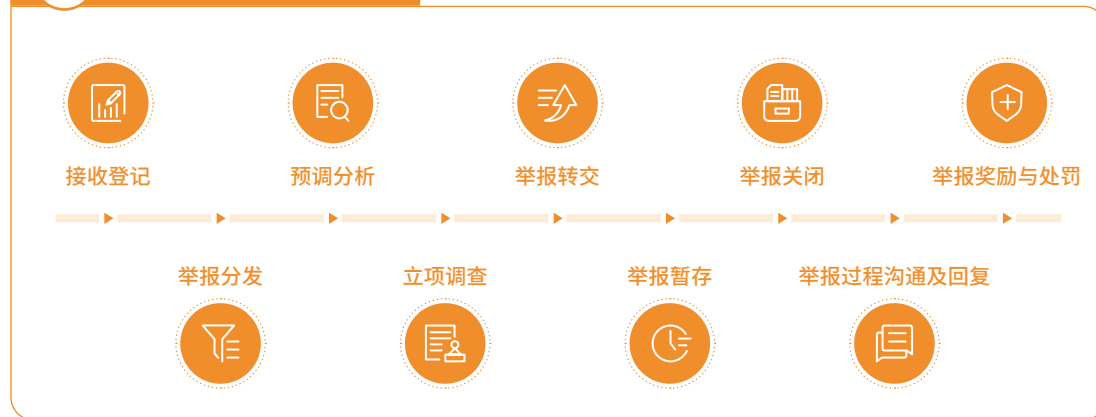 接收登记
预调分析
举报转交
举报关闭
举报奖励与处罚
举报分发
立项调查
举报暂存
举报过程沟通及回复